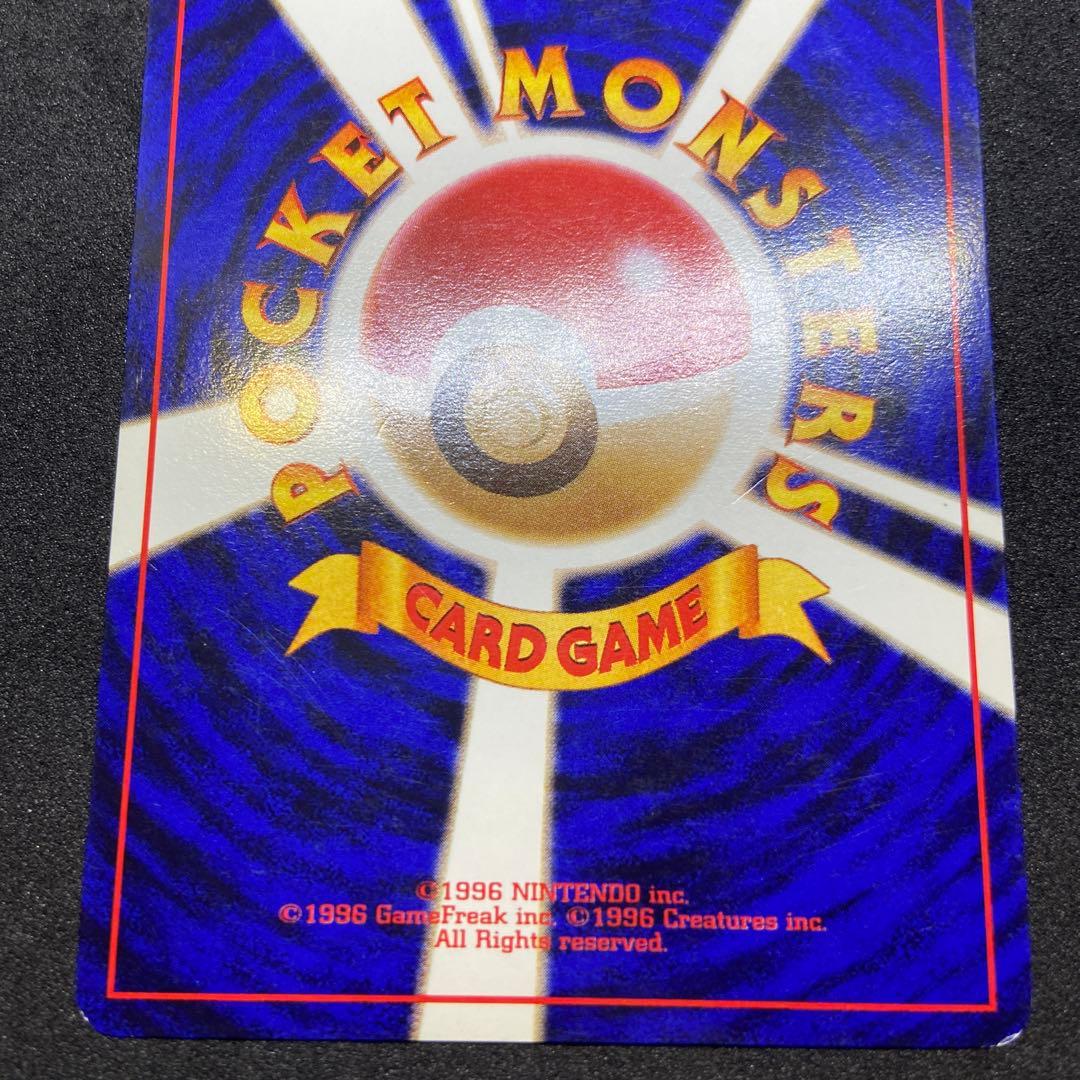 POCKET MONSTERS
CARD GAME
©1996 NINTENDO inc.
©1996 GameFreak inc. ©1996 Creatures inc.
All Rights reserved.